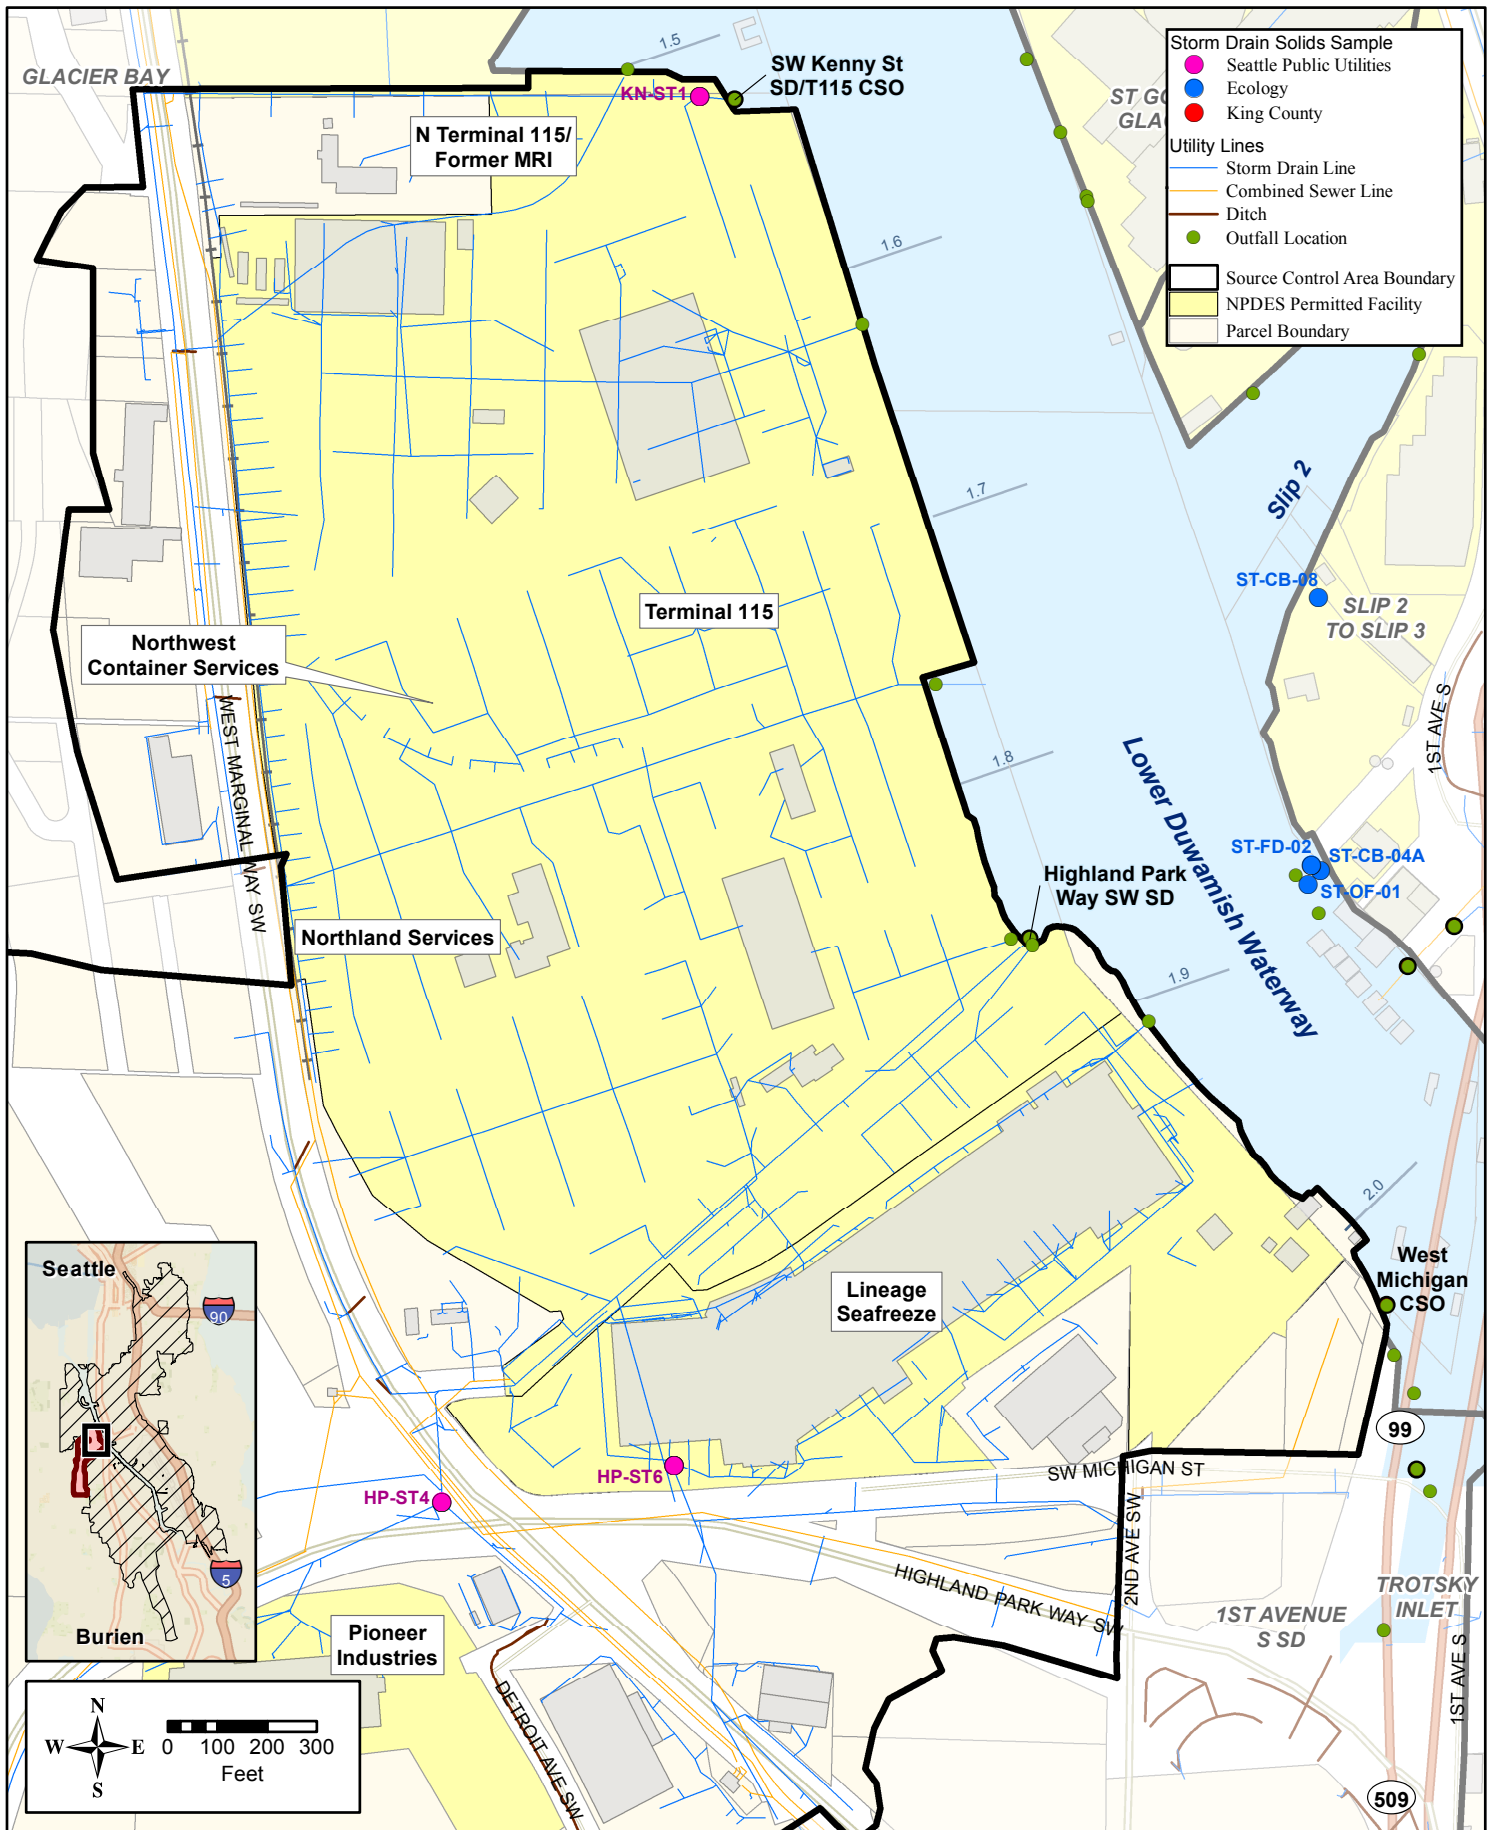 GLACIER BAY
1.5
SW Kenny St
SD/T115 CSO
KN-ST1
N Terminal 115/
Former MRI
ST GO
GLA
Storm Drain Solids Sample
Seattle Public Utilities
Ecology
King County
Utility Lines
Storm Drain Line
Combined Sewer Line
Ditch
Outfall Location
Source Control Area Boundary
NPDES Permitted Facility
Parcel Boundary
1.6
1.7
Slip 2
ST-CB-08
SLIP 2
TO SLIP 3
Terminal 115
Northwest
Container Services
WEST MARGINAL WAY SW
1ST AVE S
1.8
Lower Duwamish Waterway
ST-FD-02
ST-CB-04A
ST-OF-01
Highland Park
Way SW SD
Northland Services
1.9
2.0
West
Michigan
CSO
Lineage
Seafreeze
Seattle
90
5
Burien
99
HP-ST6
HP-ST4
SW MICHIGAN ST
2ND AVE SW
HIGHLAND PARK WAY SW
TROTSKY
INLET
1ST AVENUE
S SD
1ST AVE S
Pioneer
Industries
DETROIT AVE SW
N
W
E
S
0 100 200 300
Feet
509